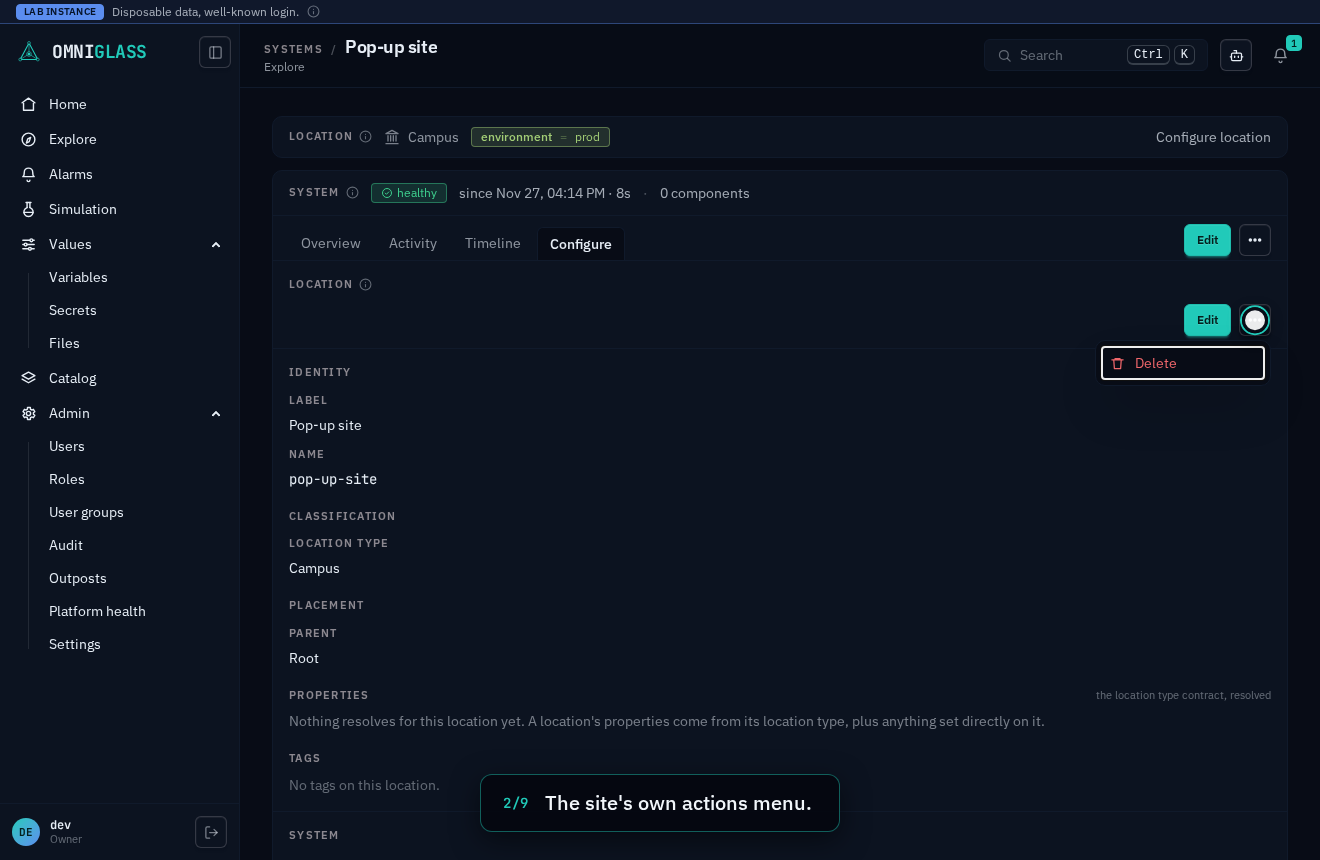 LAB INSTANCE Disposable data, well-known login.
OMNIGLASS
SYSTEMS / Pop-up site
Explore
Search Ctrl K
1
Home
Explore
Alarms
Simulation
Values
Variables
Secrets
Files
Catalog
Admin
Users
Roles
User groups
Audit
Outposts
Platform health
Settings
DE dev
Owner
LOCATION Campus environment = prod Configure location
SYSTEM healthy since Nov 27, 04:14 PM · 8s · 0 components
Overview Activity Timeline Configure Edit
LOCATION
Edit
Delete
IDENTITY
LABEL
Pop-up site
NAME
pop-up-site
CLASSIFICATION
LOCATION TYPE
Campus
PLACEMENT
PARENT
Root
PROPERTIES the location type contract, resolved
Nothing resolves for this location yet. A location's properties come from its location type, plus anything set directly on it.
TAGS
No tags on this location.
2/9 The site's own actions menu.
SYSTEM